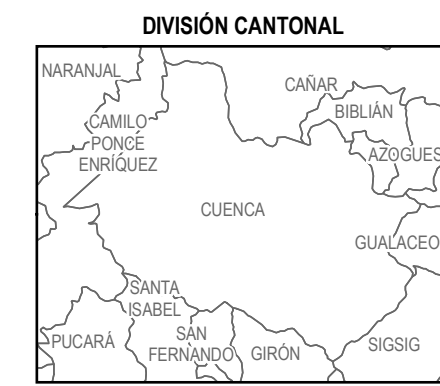 DIVISIÓN CANTONAL
NARANJAL
CAÑAR
BIBLIÁN
CAMILO
PONCE
ENRÍQUEZ
AZOGUES
CUENCA
GUALACEO
SANTA
ISABEL
PUCARÁ
SAN
FERNANDO
GIRÓN
SIGSIG